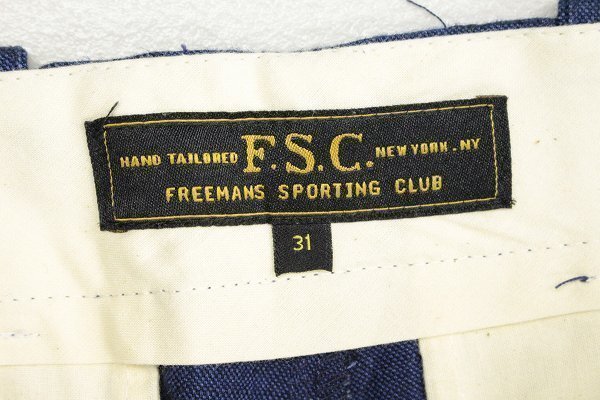 HAND TAILORED F.S.C. NEW YORK.NY
FREEMANS SPORTING CLUB
31